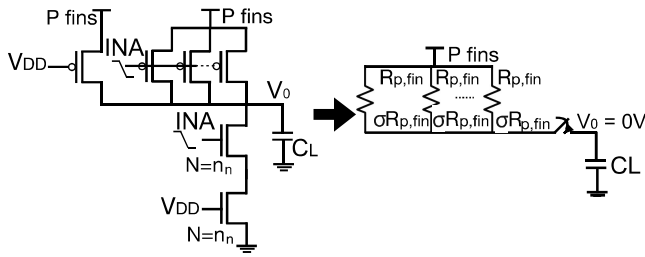 P fins
P fins
VDD
INA
V0
INA
CL
N=nn
VDD
N=nn
P fins
Rp,fin Rp,fin Rp,fin
......
σRp,fin σRp,fin σRp,fin
V0 = 0V
CL